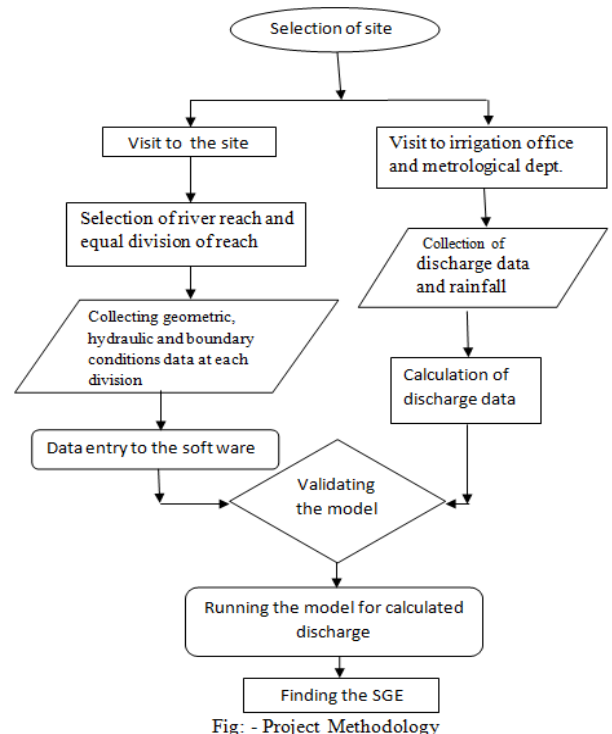 Selection of site
Visit to the site
Visit to irrigation office
and metrological dept.
Selection of river reach and
equal division of reach
Collection of
discharge data
and rainfall
Collecting geometric,
hydraulic and boundary
conditions data at each
division
Calculation of
discharge data
Data entry to the soft ware
Validating
the model
Running the model for calculated
discharge
Finding the SGE
Fig: - Project Methodology